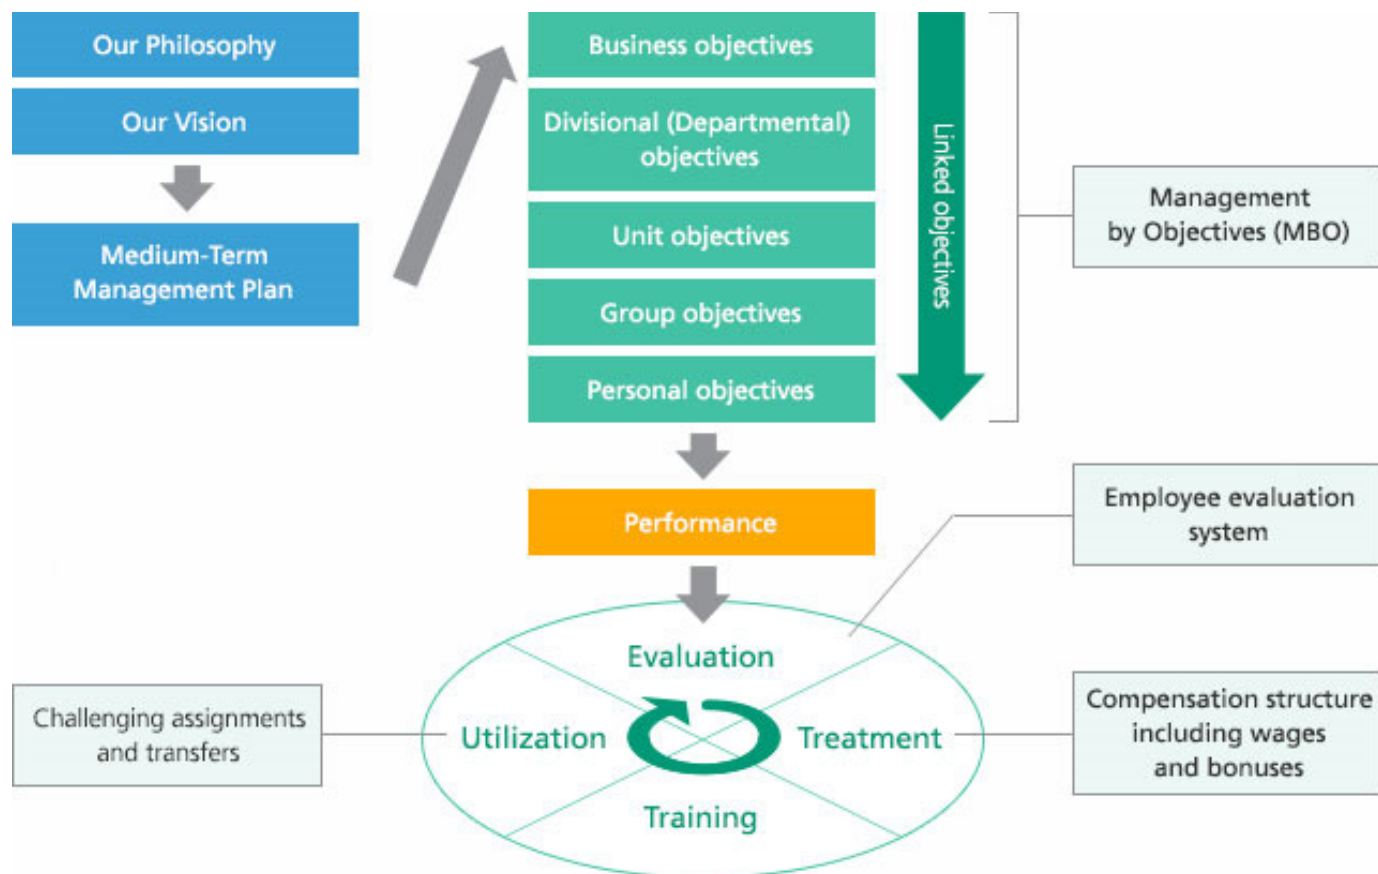 Our Philosophy
Our Vision
Medium-Term
Management Plan
Business objectives
Divisional (Departmental)
objectives
Unit objectives
Group objectives
Personal objectives
Linked objectives
Management
by Objectives (MBO)
Performance
Employee evaluation
system
Evaluation
Utilization
Treatment
Training
Challenging assignments
and transfers
Compensation structure
including wages
and bonuses